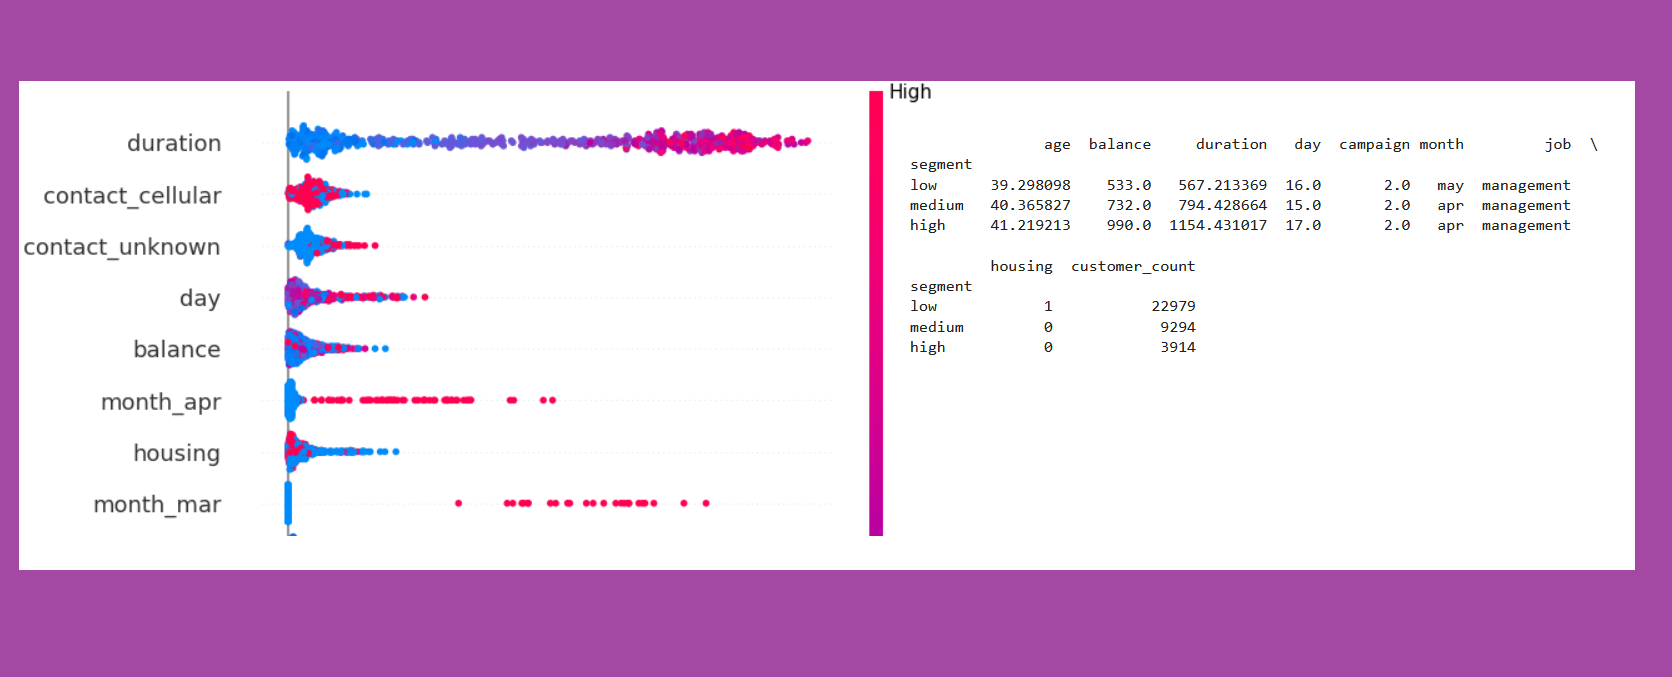 duration
contact_cellular
contact_unknown
day
balance
month_apr
housing
month_mar
High
age balance duration day campaign month job \
segment
low 39.298098 533.0 567.213369 16.0 2.0 may management
medium 40.365827 732.0 794.428664 15.0 2.0 apr management
high 41.219213 990.0 1154.431017 17.0 2.0 apr management
housing customer_count
segment
low 1 22979
medium 0 9294
high 0 3914